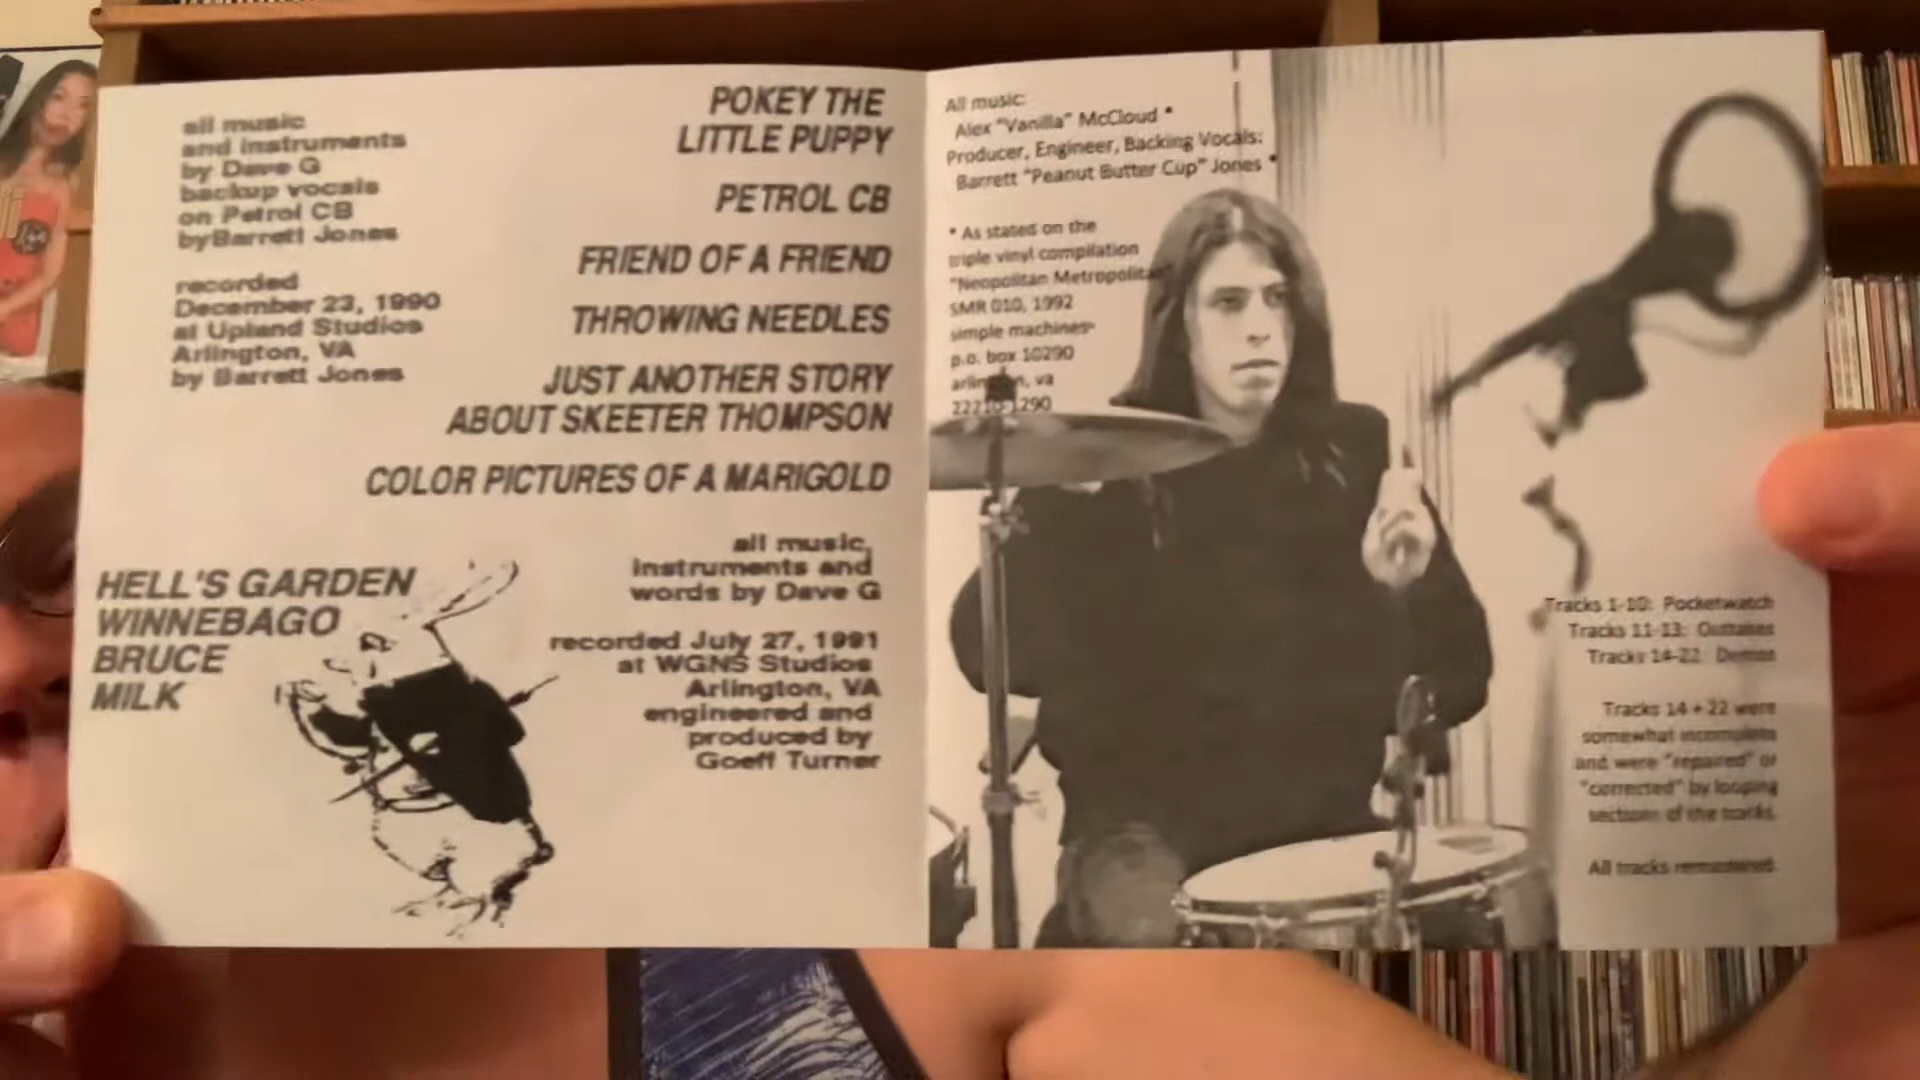 all music
and instruments
by Dave G
backup vocals
on Petrol CB
byBarrett Jones
recorded
December 23, 1990
at Upland Studios
Arlington, VA
by Barrett Jones
POKEY THE
LITTLE PUPPY
PETROL CB
FRIEND OF A FRIEND
THROWING NEEDLES
JUST ANOTHER STORY
ABOUT SKEETER THOMPSON
COLOR PICTURES OF A MARIGOLD
HELL'S GARDEN
WINNEBAGO
BRUCE
MILK
all music,
instruments and
words by Dave G
recorded July 27, 1991
at WGNS Studios
Arlington, VA
engineered and
produced by
Goeff Turner
All music:
Alex "Vanilla" McCloud *
Producer, Engineer, Backing Vocals:
Barrett "Peanut Butter Cup" Jones *
* As stated on the
triple vinyl compilation
"Neopolitan Metropolitan"
SMR 010, 1992
simple machines
p.o. box 10290
arlington, va
22210-1290
Tracks 1-10: Pocketwatch
Tracks 11-13: Outtakes
Tracks 14-22: Demos
Tracks 14 + 22 were
somewhat incomplete
and were "repaired" or
"corrected" by looping
sections of the tracks.
All tracks remastered.